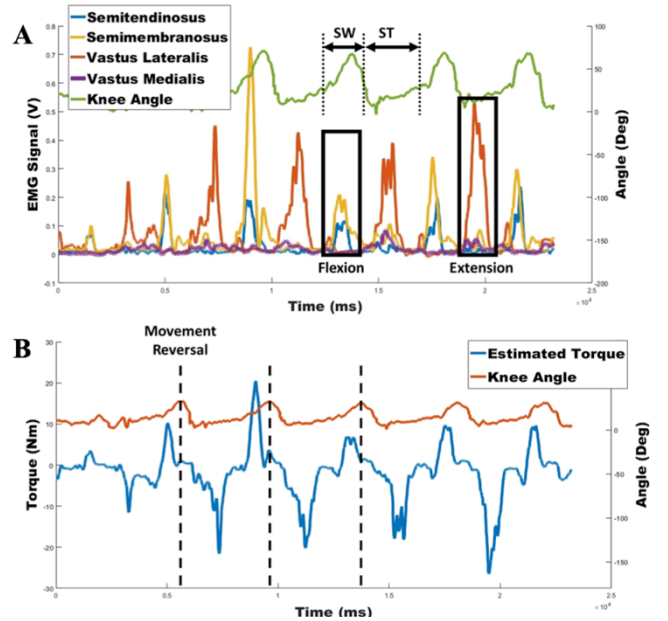 A
Semitendinosus
Semimembranosus
Vastus Lateralis
Vastus Medialis
Knee Angle
SW
ST
EMG Signal (V)
0.8
0.7
0.6
0.5
0.4
0.3
0.2
0.1
0
-0.1
100
50
0
-50
-100
-150
-200
Angle (Deg)
Flexion
Extension
0
0.5
1
1.5
2
2.5
×10⁴
Time (ms)
B
Movement
Reversal
Estimated Torque
Knee Angle
Torque (Nm)
30
20
10
0
-10
-20
-30
0
-50
-100
-150
Angle (Deg)
0
0.5
1
1.5
2
2.5
×10⁴
Time (ms)